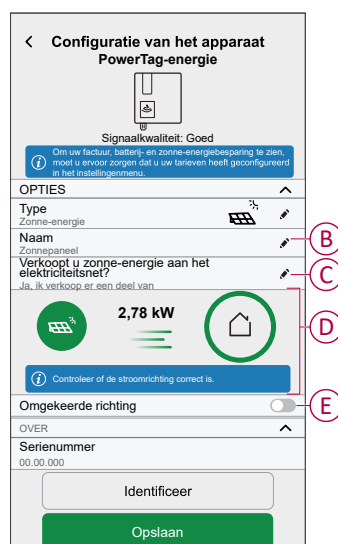 Configuratie van het apparaat
PowerTag-energie
Signaalkwaliteit: Goed
Om uw factuur, batterij- en zonne-energiebesparing te zien,
moet u ervoor zorgen dat u uw tarieven heeft geconfigureerd
in het instellingenmenu.
OPTIES
Type
Zonne-energie
Naam
Zonnepaneel
B
Verkoopt u zonne-energie aan het
elektriciteitsnet?
Ja, ik verkoop er een deel van
C
2,78 kW
D
Controleer of de stroomrichting correct is.
Omgekeerde richting
E
OVER
Serienummer
00.00.000
Identificeer
Opslaan